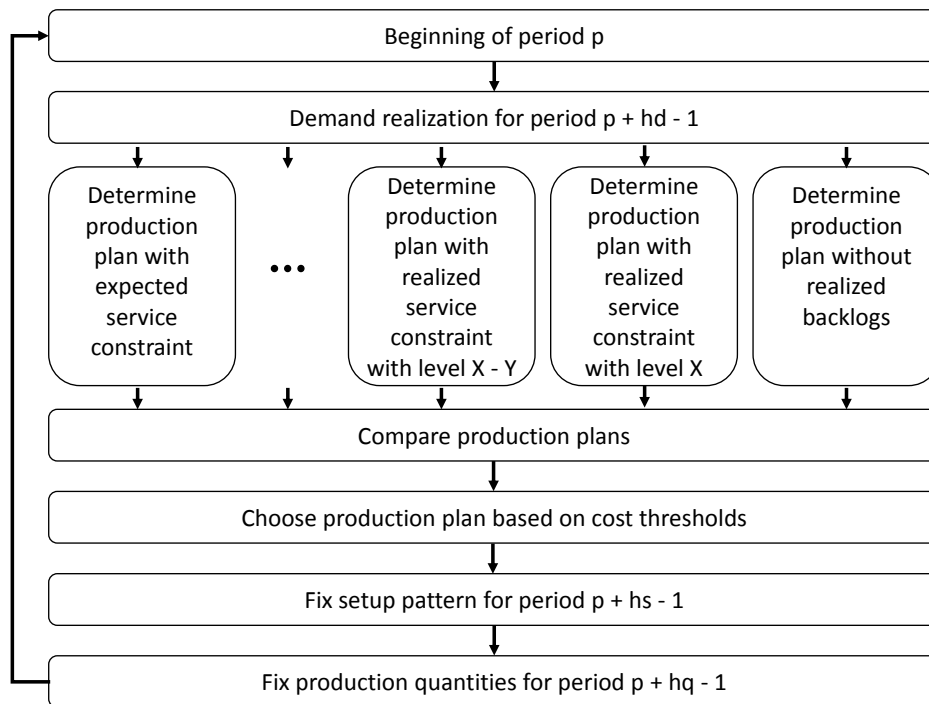 Beginning of period p
Demand realization for period p + hd - 1
Determine
production
plan with
expected
service
constraint
...
Determine
production
plan with
realized
service
constraint
with level X - Y
Determine
production
plan with
realized
service
constraint
with level X
Determine
production
plan without
realized
backlogs
Compare production plans
Choose production plan based on cost thresholds
Fix setup pattern for period p + hs - 1
Fix production quantities for period p + hq - 1